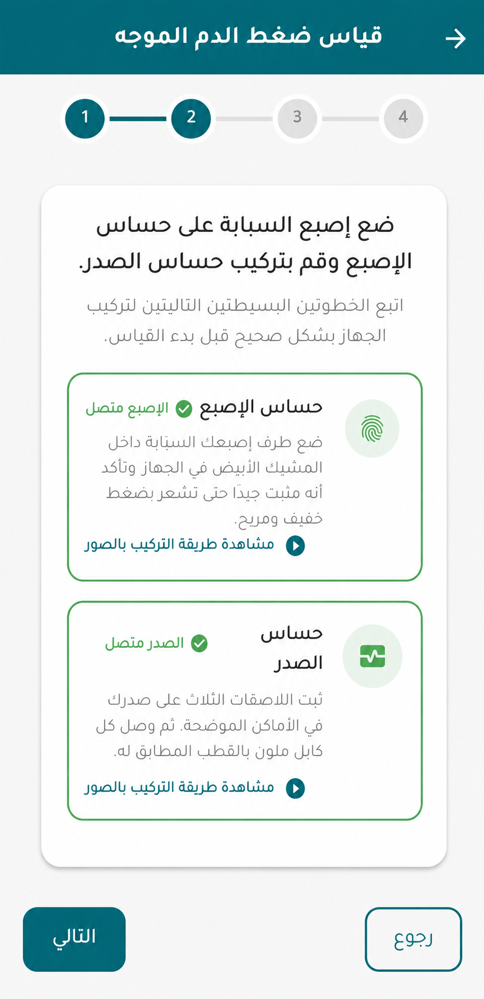 قياس ضغط الدم الموجه
1 2 3 4
ضع إصبع السبابة على حساس
الإصبع وقم بتركيب حساس الصدر.
اتبع الخطوتين البسيطتين التاليتين لتركيب
الجهاز بشكل صحيح قبل بدء القياس.
حساس الإصبع
الإصبع متصل
ضع طرف إصبعك السبَابة داخل
المشيك الأبيض في الجهاز وتأكد
أنه مثبت جيدَا حتى تشعر بضغط
خفيف ومريح.
مشاهدة طريقة التركيب بالصور
حساس
الصدر
الصدر متصل
ثبت اللاصقات الثلاث على صدرك
في الأماكن الموضحة. ثم وصل كل
كابل ملون بالقطب المطابق له.
مشاهدة طريقة التركيب بالصور
رجوع
التالي